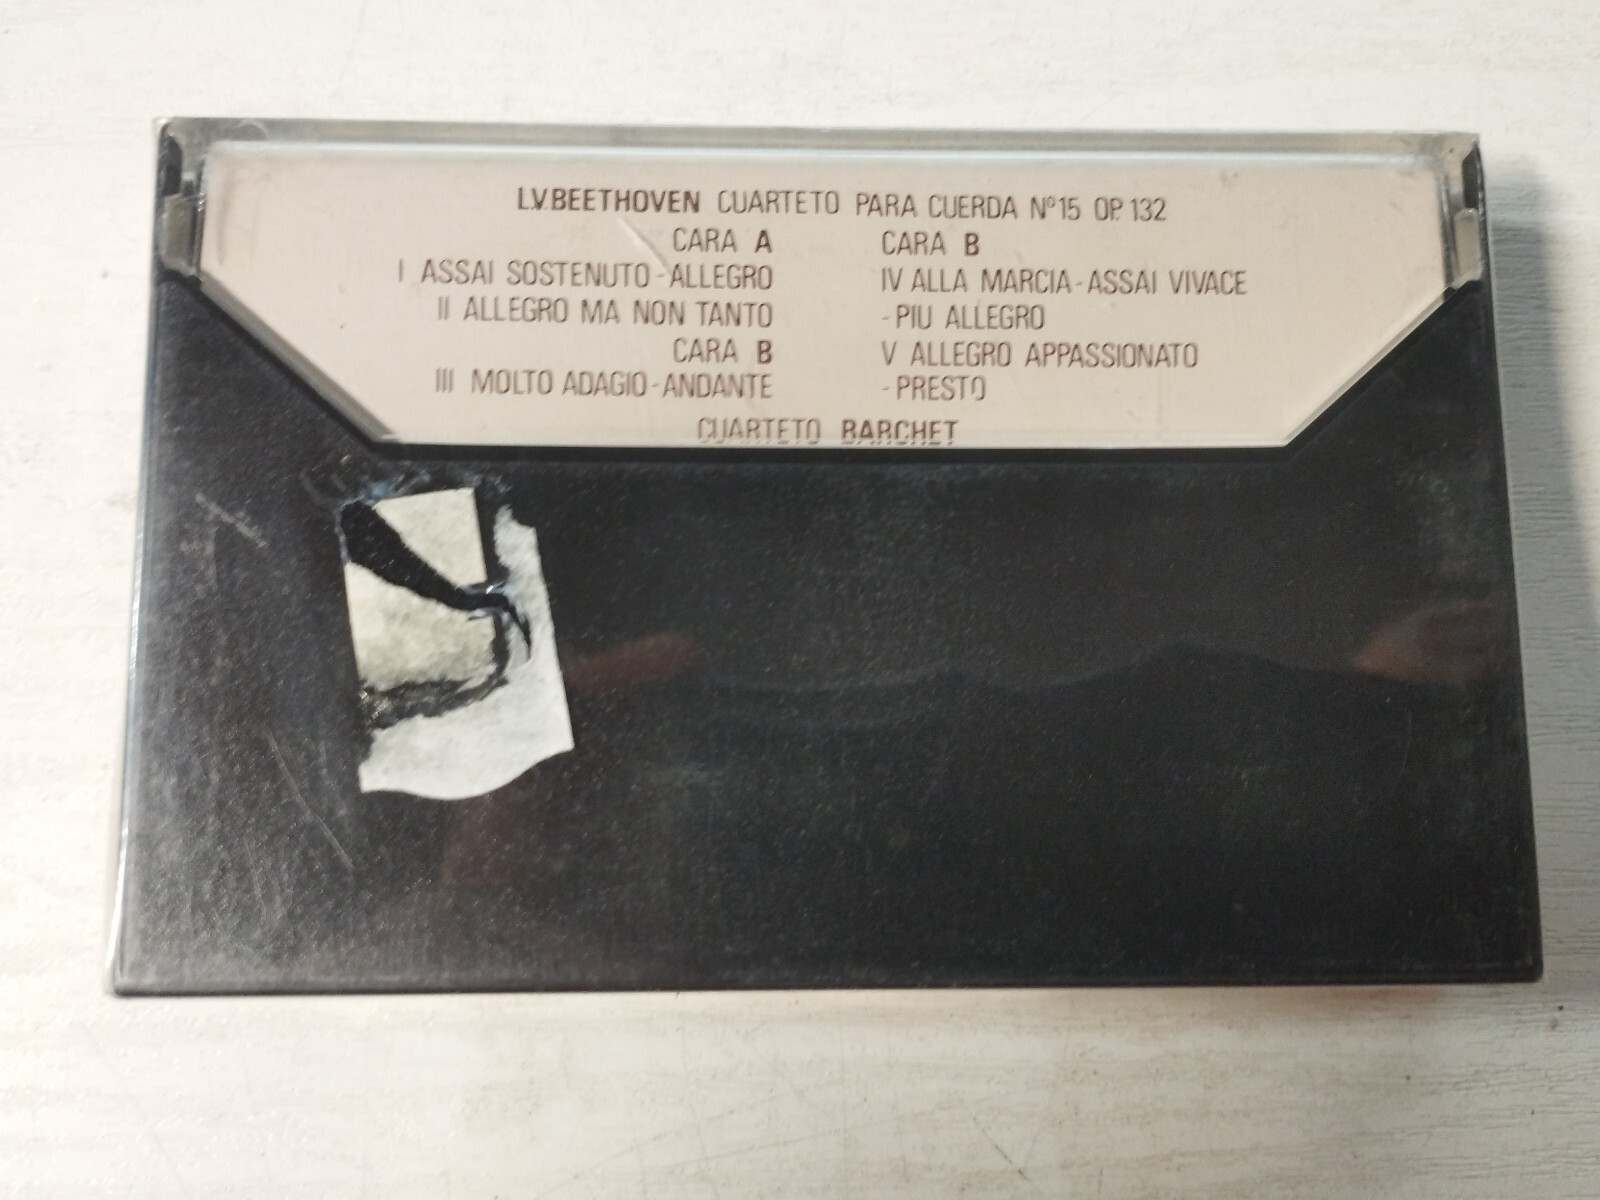 L.V.BEETHOVEN CUARTETO PARA CUERDA Nº15 OP. 132
CARA A
I ASSAI SOSTENUTO-ALLEGRO
II ALLEGRO MA NON TANTO
CARA B
III MOLTO ADAGIO-ANDANTE
CARA B
IV ALLA MARCIA-ASSAI VIVACE
-PIU ALLEGRO
V ALLEGRO APPASSIONATO
-PRESTO
CUARTETO BARCHET